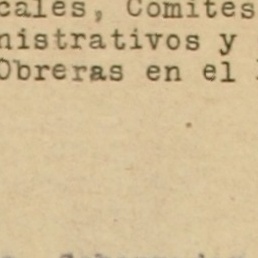 cales, Comites
nistrativos y
Obreras en el